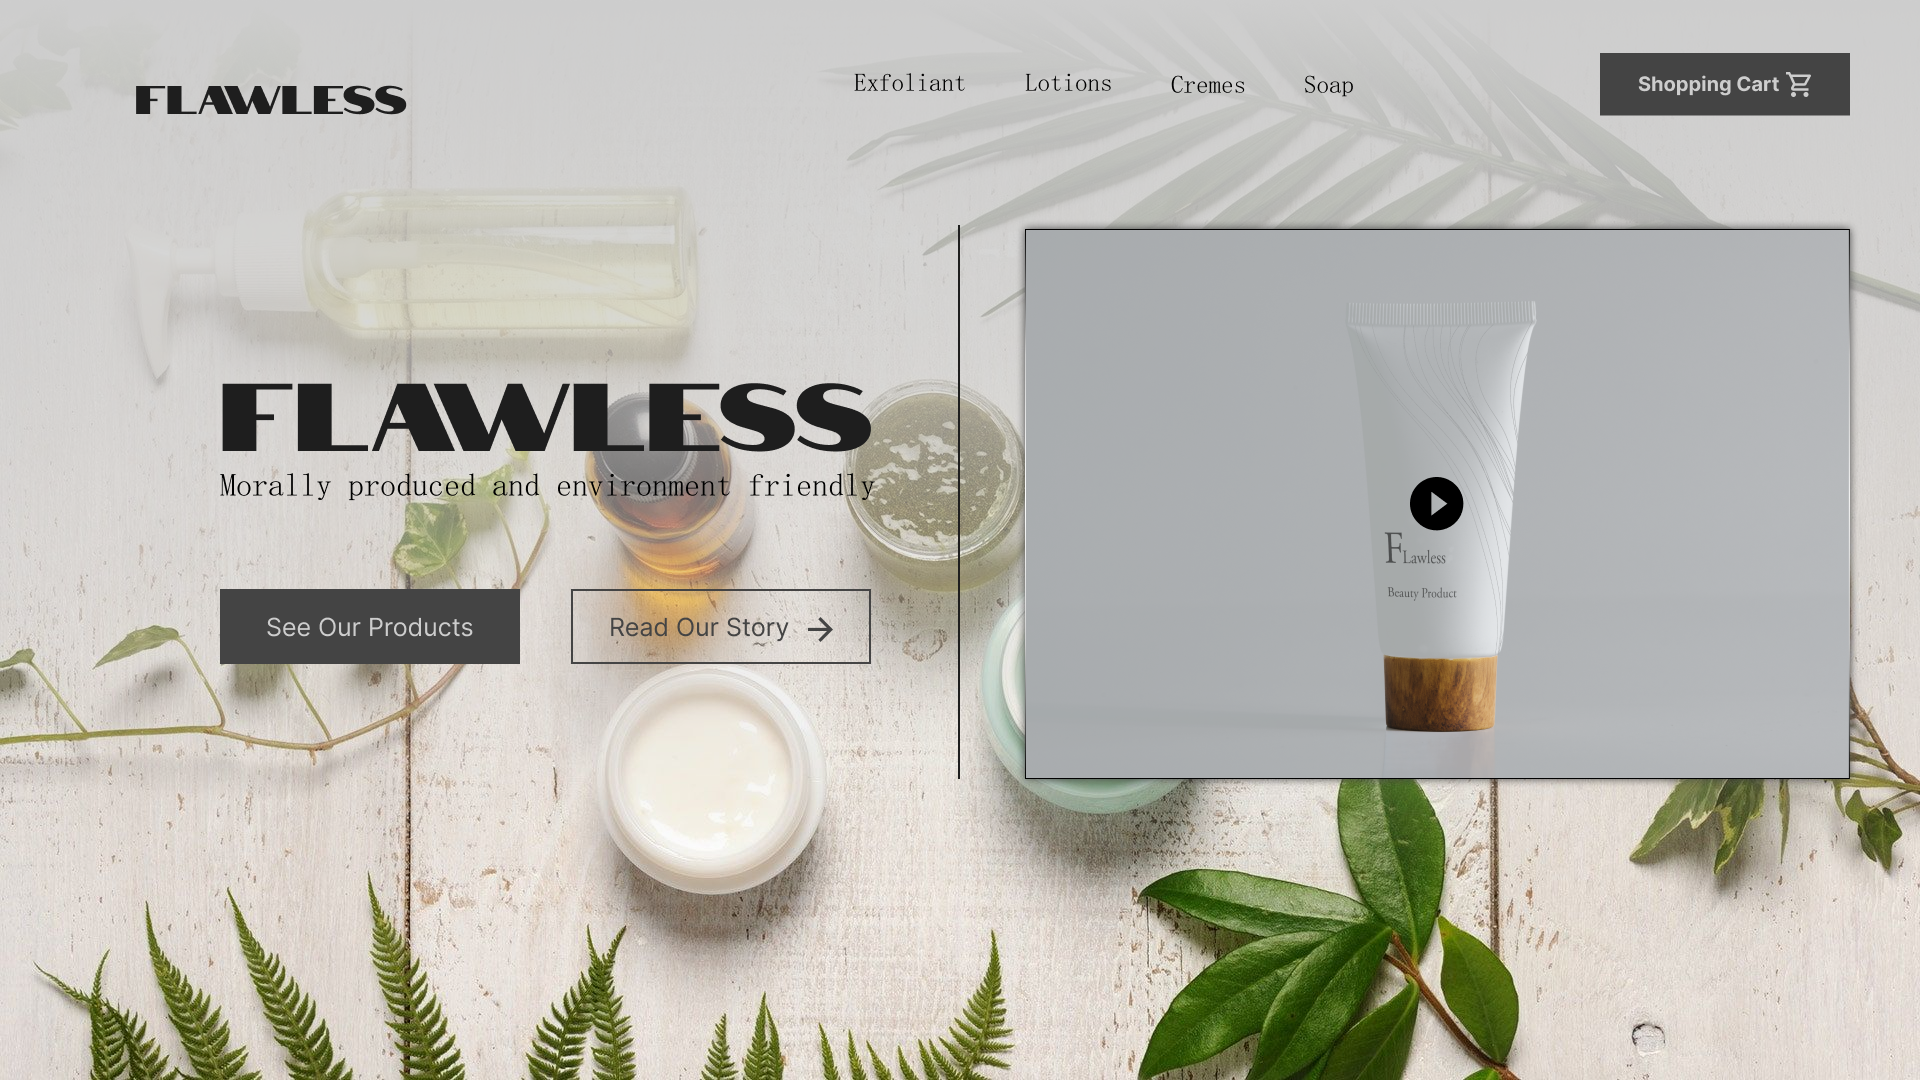 FLAWLESS
Exfoliant
Lotions
Cremes
Soap
Shopping Cart
FLAWLESS
Morally produced and environment friendly
See Our Products
Read Our Story
FLawless
Beauty Product